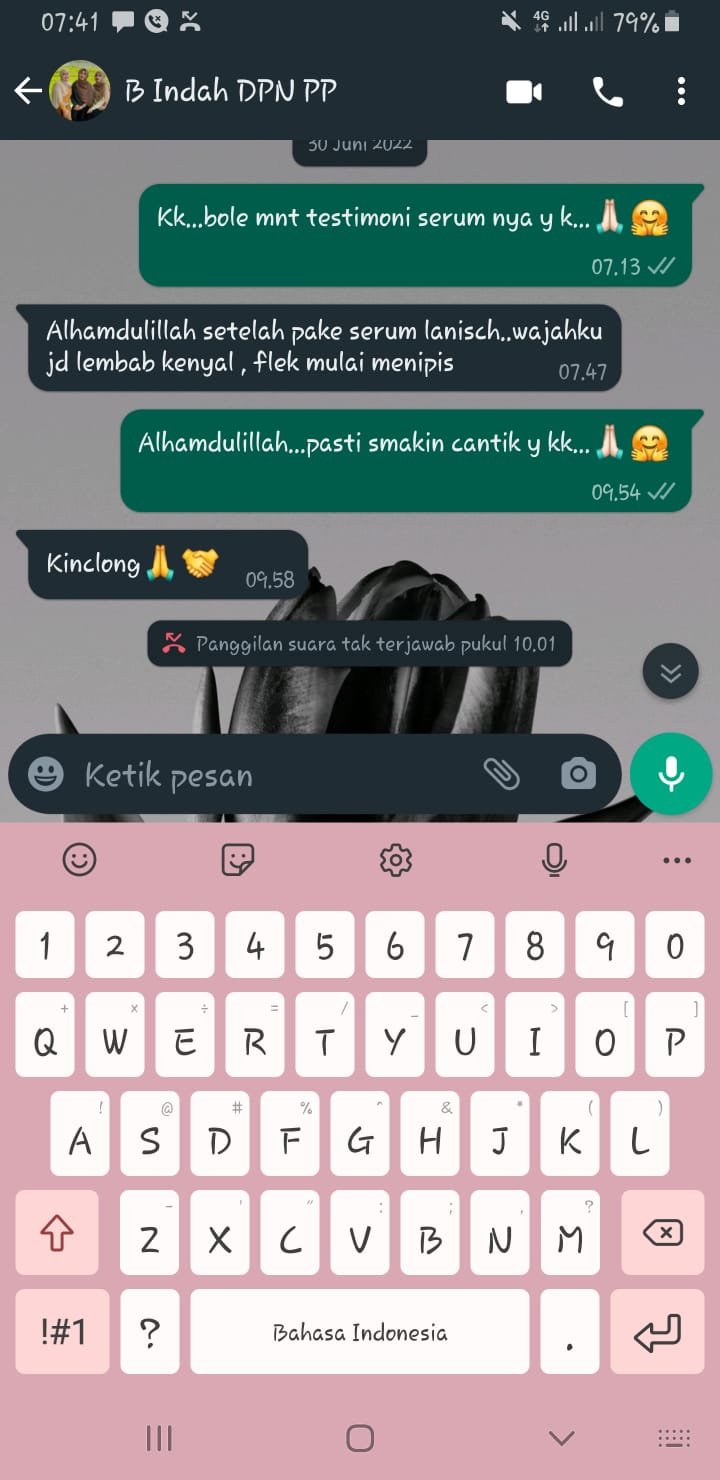 07:41
4G
79%
B Indah DPN PP
30 Juni 2022
Kk...bole mnt testimoni serum nya y k...🙏🏻🤗
07.13
Alhamdulillah setelah pake serum lanisch..wajahku
jd lembab kenyal , flek mulai menipis
07.47
Alhamdulillah...pasti smakin cantik y kk...🙏🏻🤗
09.54
Kinclong🙏🤝
09.58
Panggilan suara tak terjawab pukul 10.01
Ketik pesan
1 2 3 4 5 6 7 8 9 0
+ × ÷ = / _ < > [ ]
Q W E R T Y U I O P
! @ # % ^ & * ( )
A S D F G H J K L
- ' " : ; , ?
Z X C V B N M
!#1 ? Bahasa Indonesia .